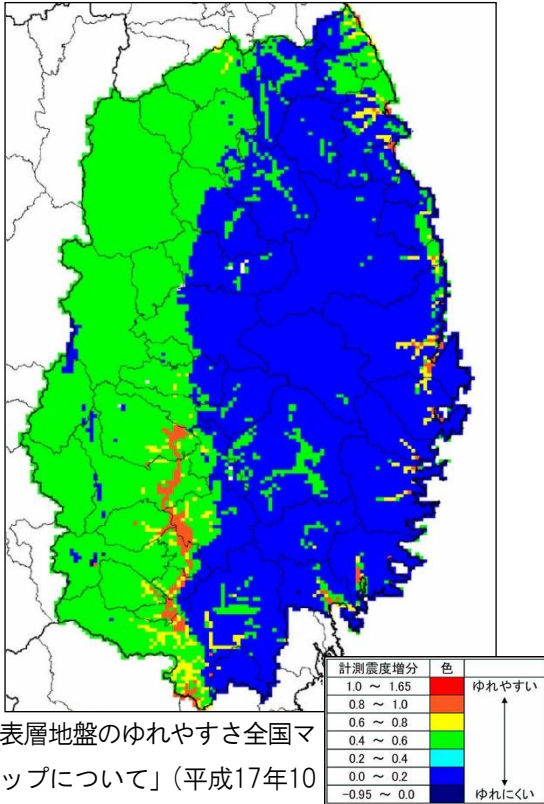 計測震度増分 色
1.0 ～ 1.65 ゆれやすい
0.8 ～ 1.0
0.6 ～ 0.8
0.4 ～ 0.6
0.2 ～ 0.4
0.0 ～ 0.2
-0.95 ～ 0.0 ゆれにくい
表層地盤のゆれやすさ全国マ
ップについて」(平成17年10